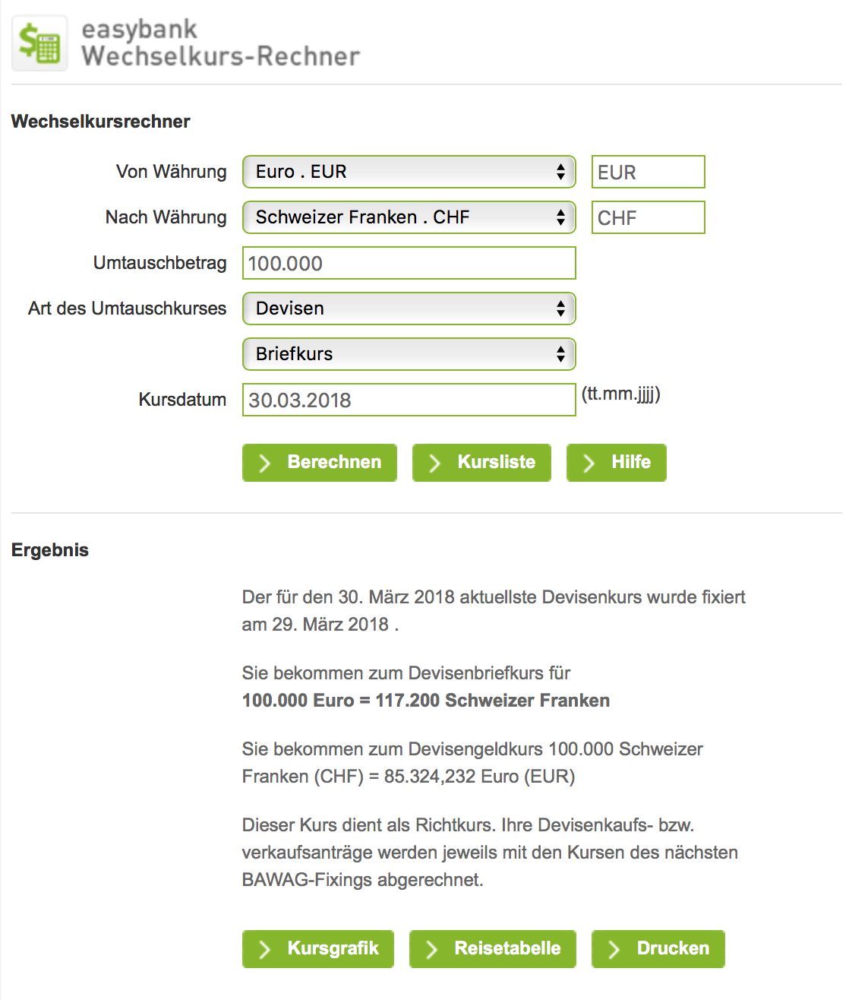 easybank
Wechselkurs-Rechner
Wechselkursrechner
Von Währung Euro . EUR EUR
Nach Währung Schweizer Franken . CHF CHF
Umtauschbetrag 100.000
Art des Umtauschkurses Devisen
Briefkurs
Kursdatum 30.03.2018 (tt.mm.jjjj)
Berechnen Kursliste Hilfe
Ergebnis
Der für den 30. März 2018 aktuellste Devisenkurs wurde fixiert
am 29. März 2018 .
Sie bekommen zum Devisenbriefkurs für
100.000 Euro = 117.200 Schweizer Franken
Sie bekommen zum Devisengeldkurs 100.000 Schweizer
Franken (CHF) = 85.324,232 Euro (EUR)
Dieser Kurs dient als Richtkurs. Ihre Devisenkaufs- bzw.
verkaufsanträge werden jeweils mit den Kursen des nächsten
BAWAG-Fixings abgerechnet.
Kursgrafik Reisetabelle Drucken